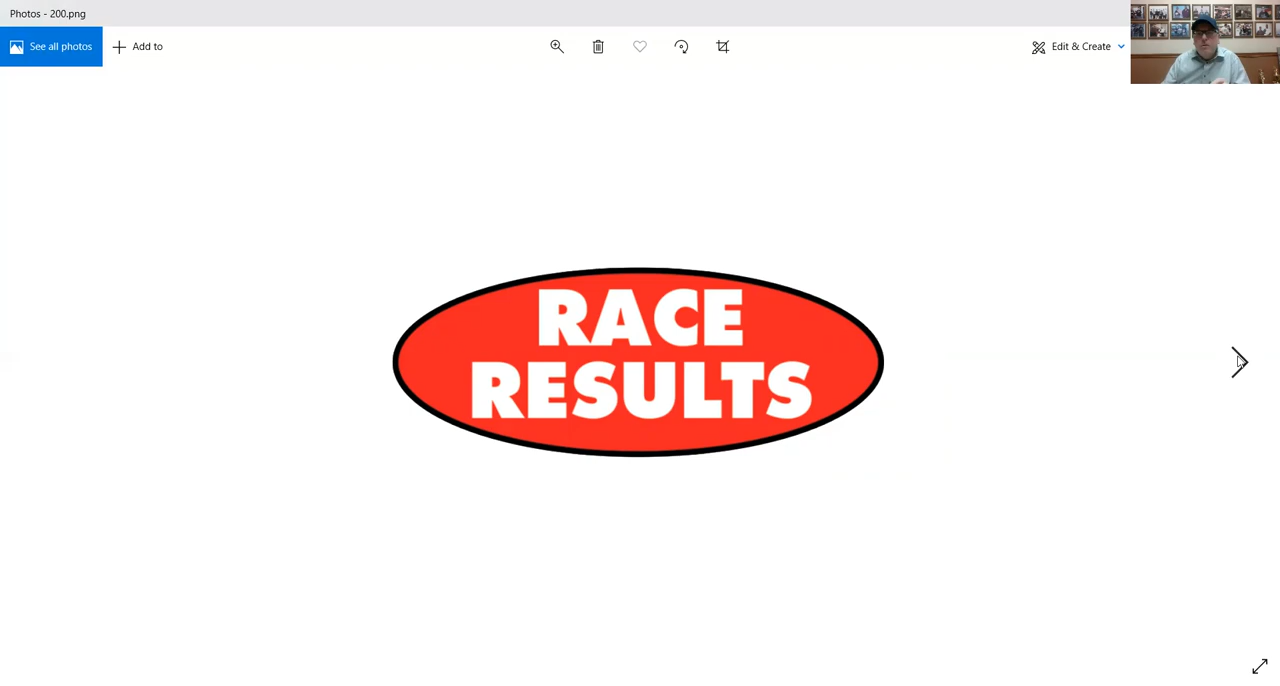 Photos - 200.png
See all photos
Add to
Edit & Create
RACE
RESULTS